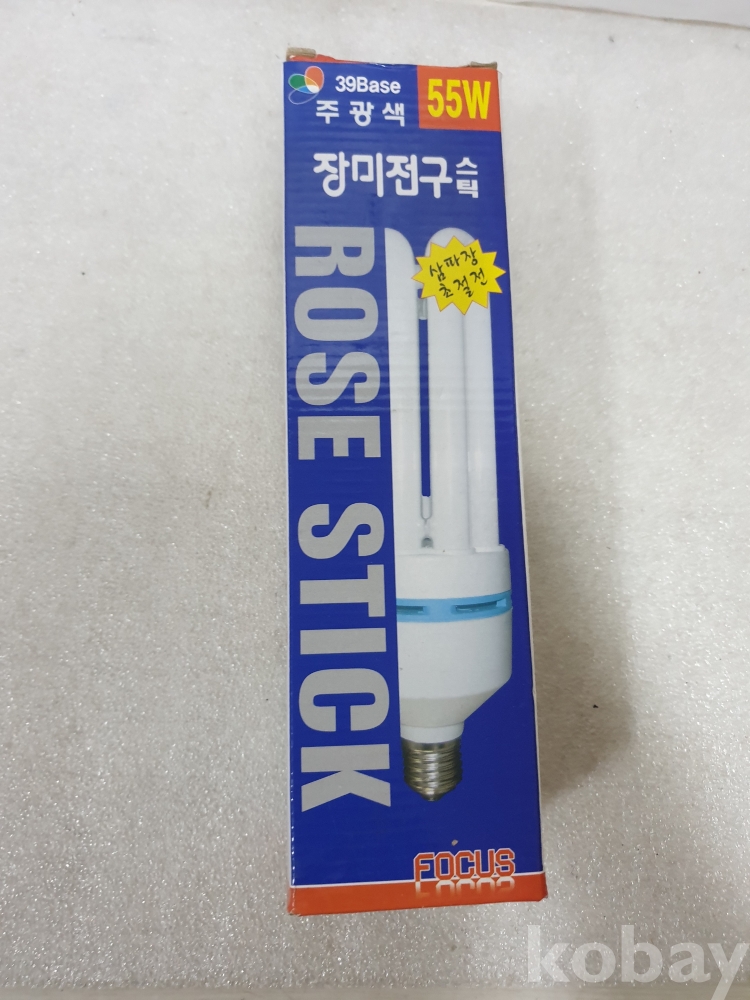 39Base
주광색
55W
장미전구스틱
삼파장
초절전
ROSE STICK
FOCUS
kobay